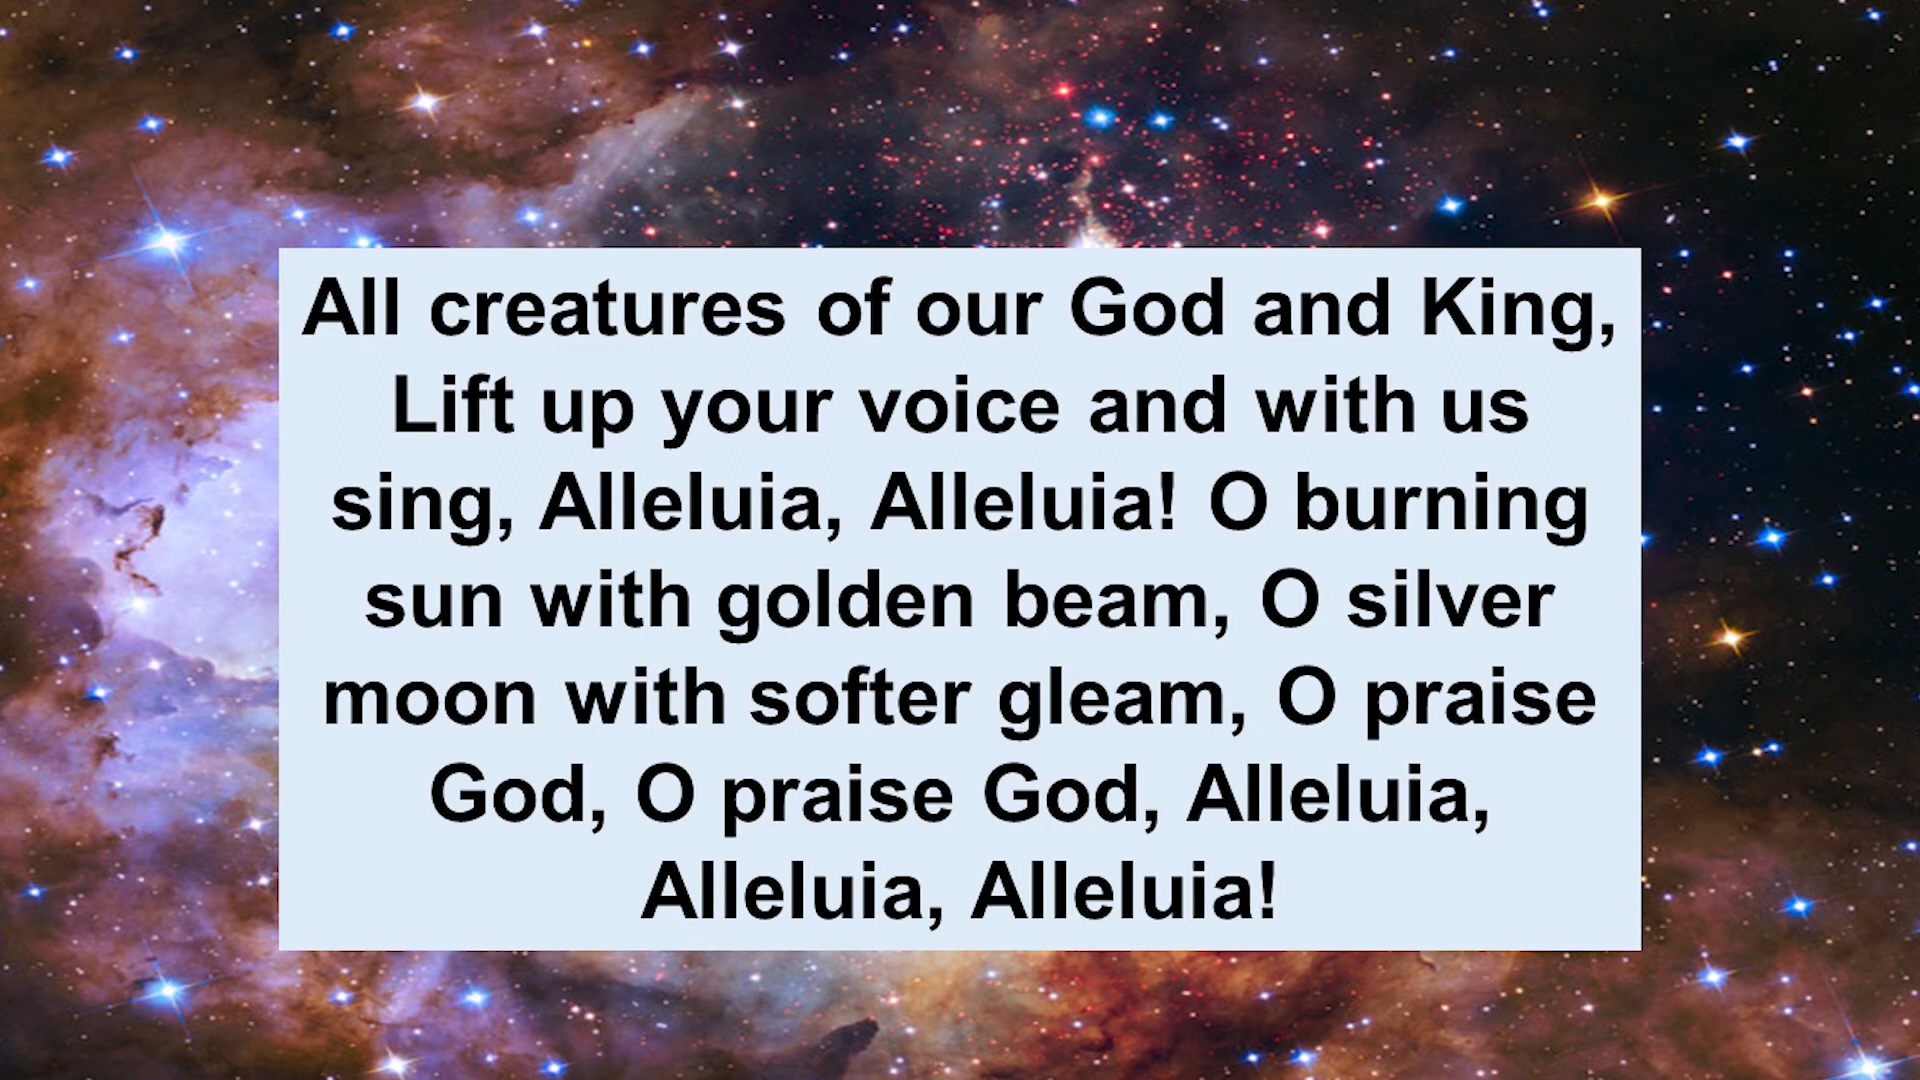 All creatures of our God and King,
Lift up your voice and with us
sing, Alleluia, Alleluia! O burning
sun with golden beam, O silver
moon with softer gleam, O praise
God, O praise God, Alleluia,
Alleluia, Alleluia!